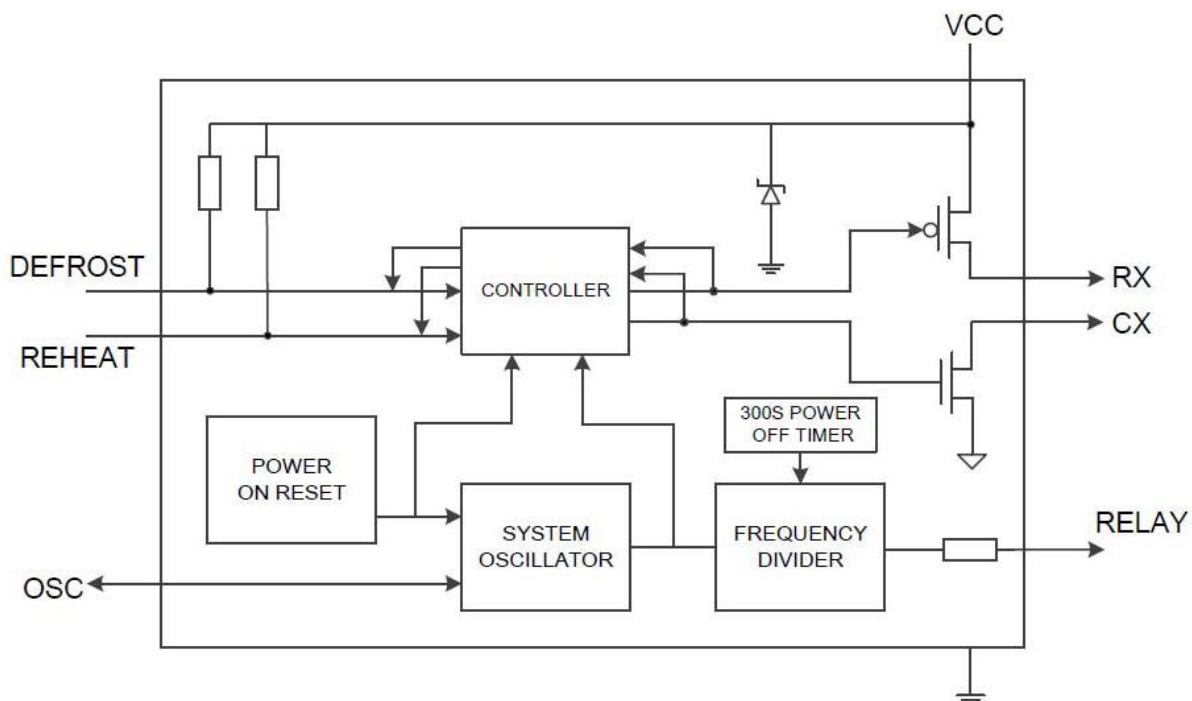 VCC
DEFROST
CONTROLLER
RX
CX
REHEAT
300S POWER
OFF TIMER
POWER
ON RESET
SYSTEM
OSCILLATOR
FREQUENCY
DIVIDER
RELAY
OSC